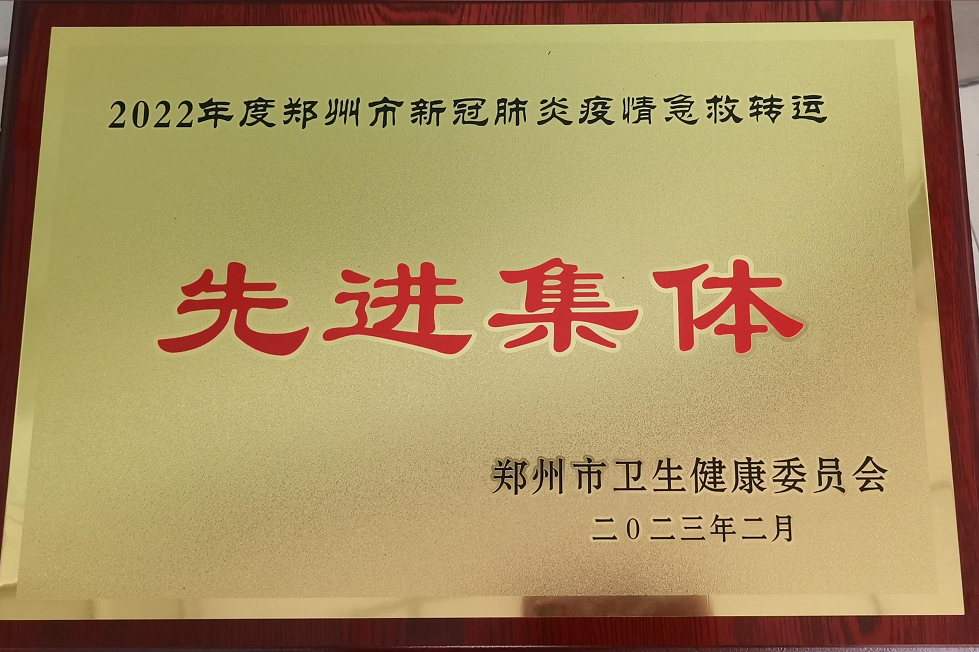 2022年度郑州市新冠肺炎疫情急救转运
先进集体
郑州市卫生健康委员会
二0二三年二月